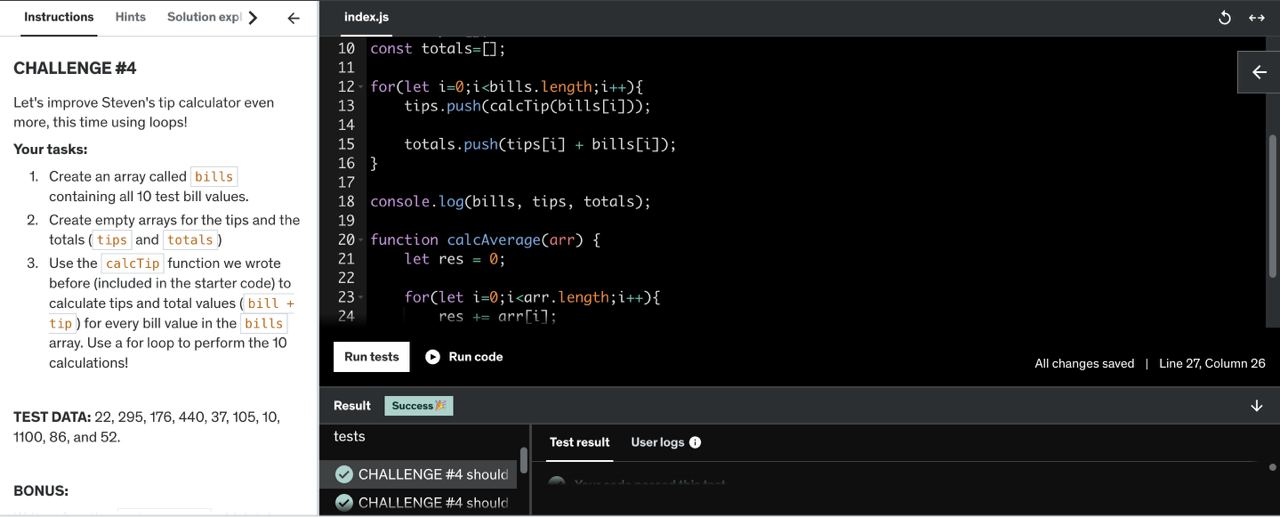 Instructions Hints Solution expl
index.js
CHALLENGE #4
Let's improve Steven's tip calculator even
more, this time using loops!
Your tasks:
1. Create an array called bills
containing all 10 test bill values.
2. Create empty arrays for the tips and the
totals ( tips and totals )
3. Use the calcTip function we wrote
before (included in the starter code) to
calculate tips and total values ( bill +
tip ) for every bill value in the bills
array. Use a for loop to perform the 10
calculations!
TEST DATA: 22, 295, 176, 440, 37, 105, 10,
1100, 86, and 52.
BONUS:
10 const totals=[];
11
12 for(let i=0;i<bills.length;i++){
13 tips.push(calcTip(bills[i]));
14
15 totals.push(tips[i] + bills[i]);
16 }
17
18 console.log(bills, tips, totals);
19
20 function calcAverage(arr) {
21 let res = 0;
22
23 for(let i=0;i<arr.length;i++){
24 res += arr[i];
Run tests Run code
All changes saved | Line 27, Column 26
Result Success🎉
tests
CHALLENGE #4 should
CHALLENGE #4 should
Test result User logs
Your code passed this test